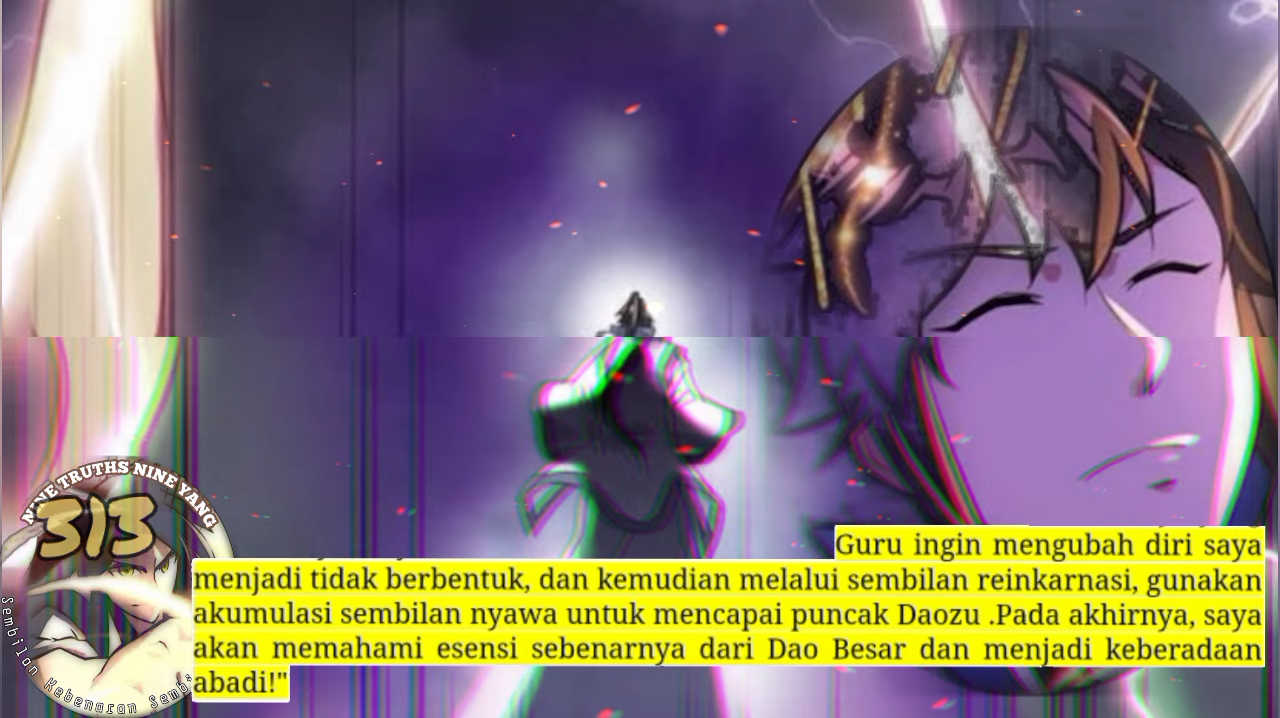 NINE TRUTHS NINE YANG
313
Sembilan Kebenaran Semb
Guru ingin mengubah diri saya
menjadi tidak berbentuk, dan kemudian melalui sembilan reinkarnasi, gunakan
akumulasi sembilan nyawa untuk mencapai puncak Daozu .Pada akhirnya, saya
akan memahami esensi sebenarnya dari Dao Besar dan menjadi keberadaan
abadi!"